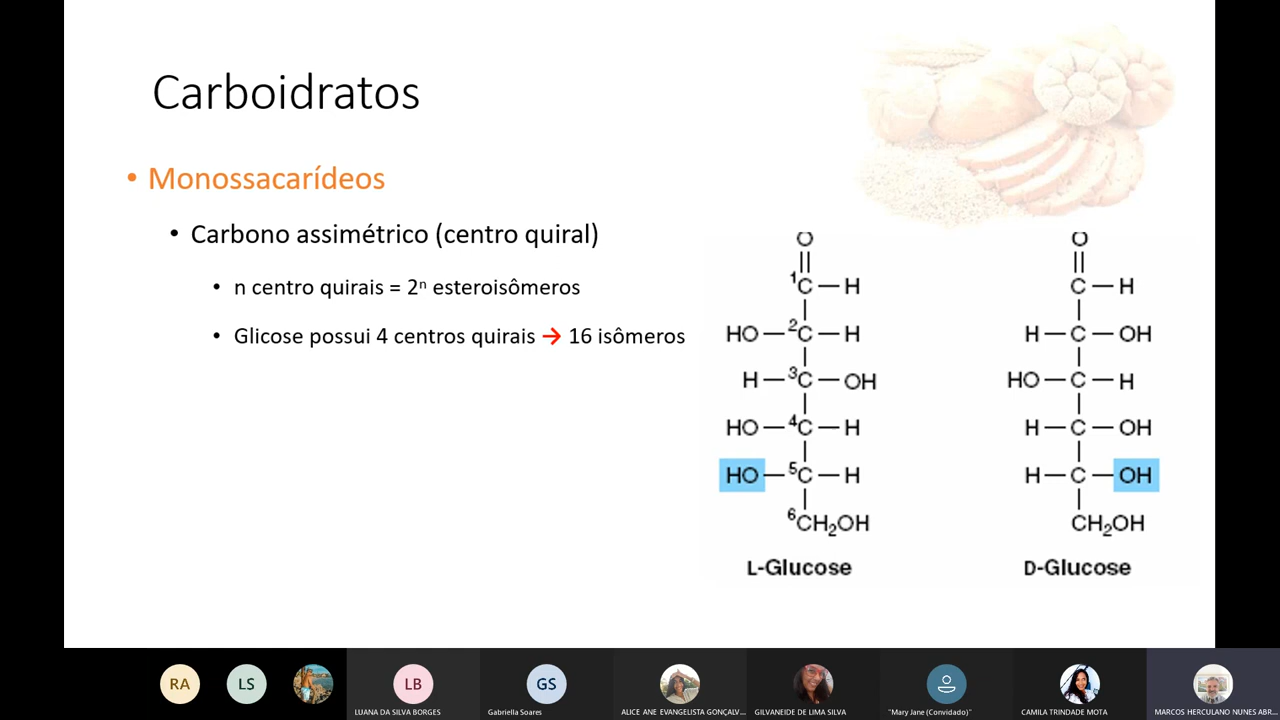 Carboidratos
• Monossacarídeos
• Carbono assimétrico (centro quiral)
• n centro quirais = 2ⁿ esteroisômeros
• Glicose possui 4 centros quirais → 16 isômeros
O
¹C—H
HO—²C—H
H—³C—OH
HO—⁴C—H
HO—⁵C—H
⁶CH₂OH
L-Glucose
O
C—H
H—C—OH
HO—C—H
H—C—OH
H—C—OH
CH₂OH
D-Glucose
RA
LS
LB
LUANA DA SILVA BORGES
GS
Gabriella Soares
ALICE ANE EVANGELISTA GONÇALV...
GILVANEIDE DE LIMA SILVA
"Mary Jane (Convidado)"
CAMILA TRINDADE MOTA
MARCOS HERCULANO NUNES ABR...